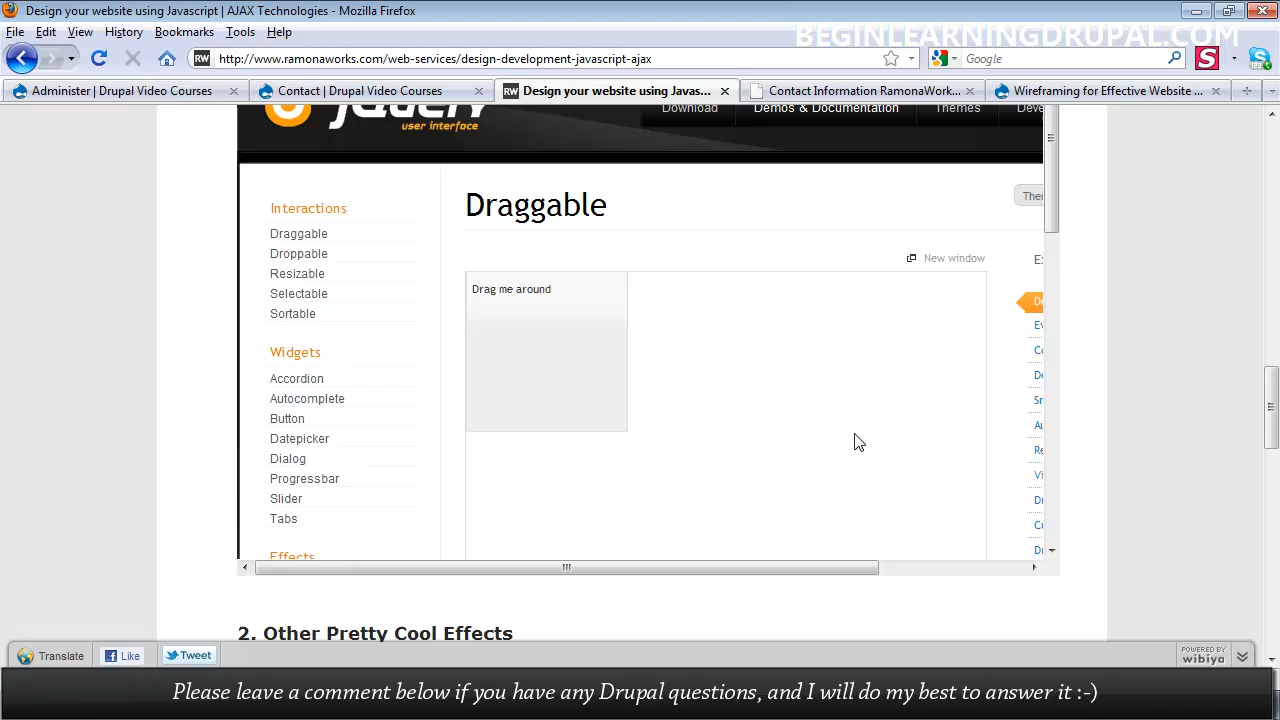 Design your website using Javascript | AJAX Technologies - Mozilla Firefox
File Edit View History Bookmarks Tools Help
BEGINLEARNINGDRUPAL.COM
RW http://www.ramonaworks.com/web-services/design-development-javascript-ajax
Google
S
Administer | Drupal Video Courses
Contact | Drupal Video Courses
RW Design your website using Javas...
Contact Information RamonaWork...
Wireframing for Effective Website ...
jQuery
user interface
Download Demos & Documentation Themes Deve
Draggable
Ther
New window
Drag me around
Interactions
Draggable
Droppable
Resizable
Selectable
Sortable
Widgets
Accordion
Autocomplete
Button
Datepicker
Dialog
Progressbar
Slider
Tabs
Effects
2. Other Pretty Cool Effects
Translate Like Tweet
POWERED BY
wibiya
Please leave a comment below if you have any Drupal questions, and I will do my best to answer it :-)